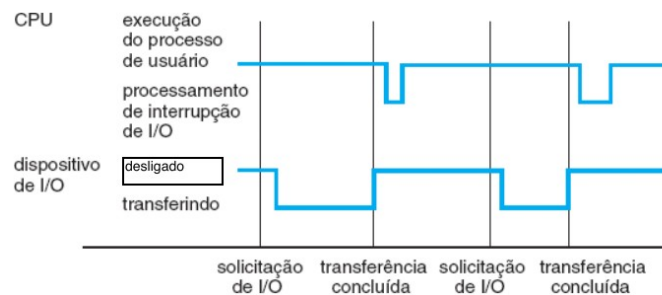 CPU
execução
do processo
de usuário
processamento
de interrupção
de I/O
dispositivo
de I/O
desligado
transferindo
solicitação
de I/O
transferência
concluída
solicitação
de I/O
transferência
concluída